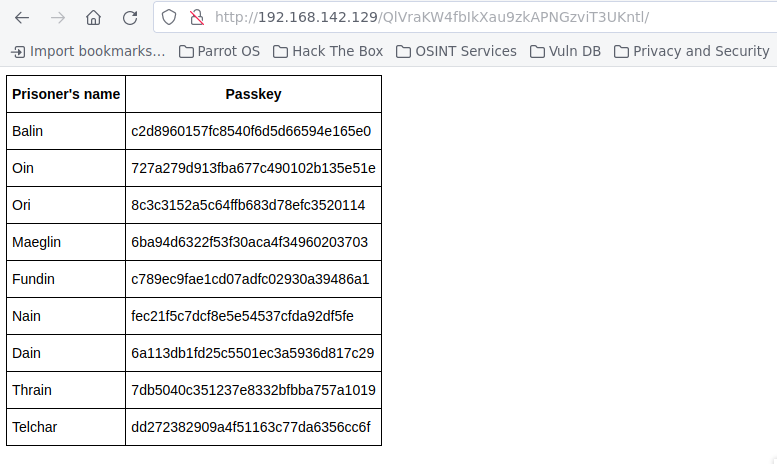 http://192.168.142.129/QlVraKW4fbIkXau9zkAPNGzviT3UKntl/
Import bookmarks... Parrot OS Hack The Box OSINT Services Vuln DB Privacy and Security
Prisoner's name Passkey
Balin c2d8960157fc8540f6d5d66594e165e0
Oin 727a279d913fba677c490102b135e51e
Ori 8c3c3152a5c64ffb683d78efc3520114
Maeglin 6ba94d6322f53f30aca4f34960203703
Fundin c789ec9fae1cd07adfc02930a39486a1
Nain fec21f5c7dcf8e5e54537cfda92df5fe
Dain 6a113db1fd25c5501ec3a5936d817c29
Thrain 7db5040c351237e8332bfbba757a1019
Telchar dd272382909a4f51163c77da6356cc6f